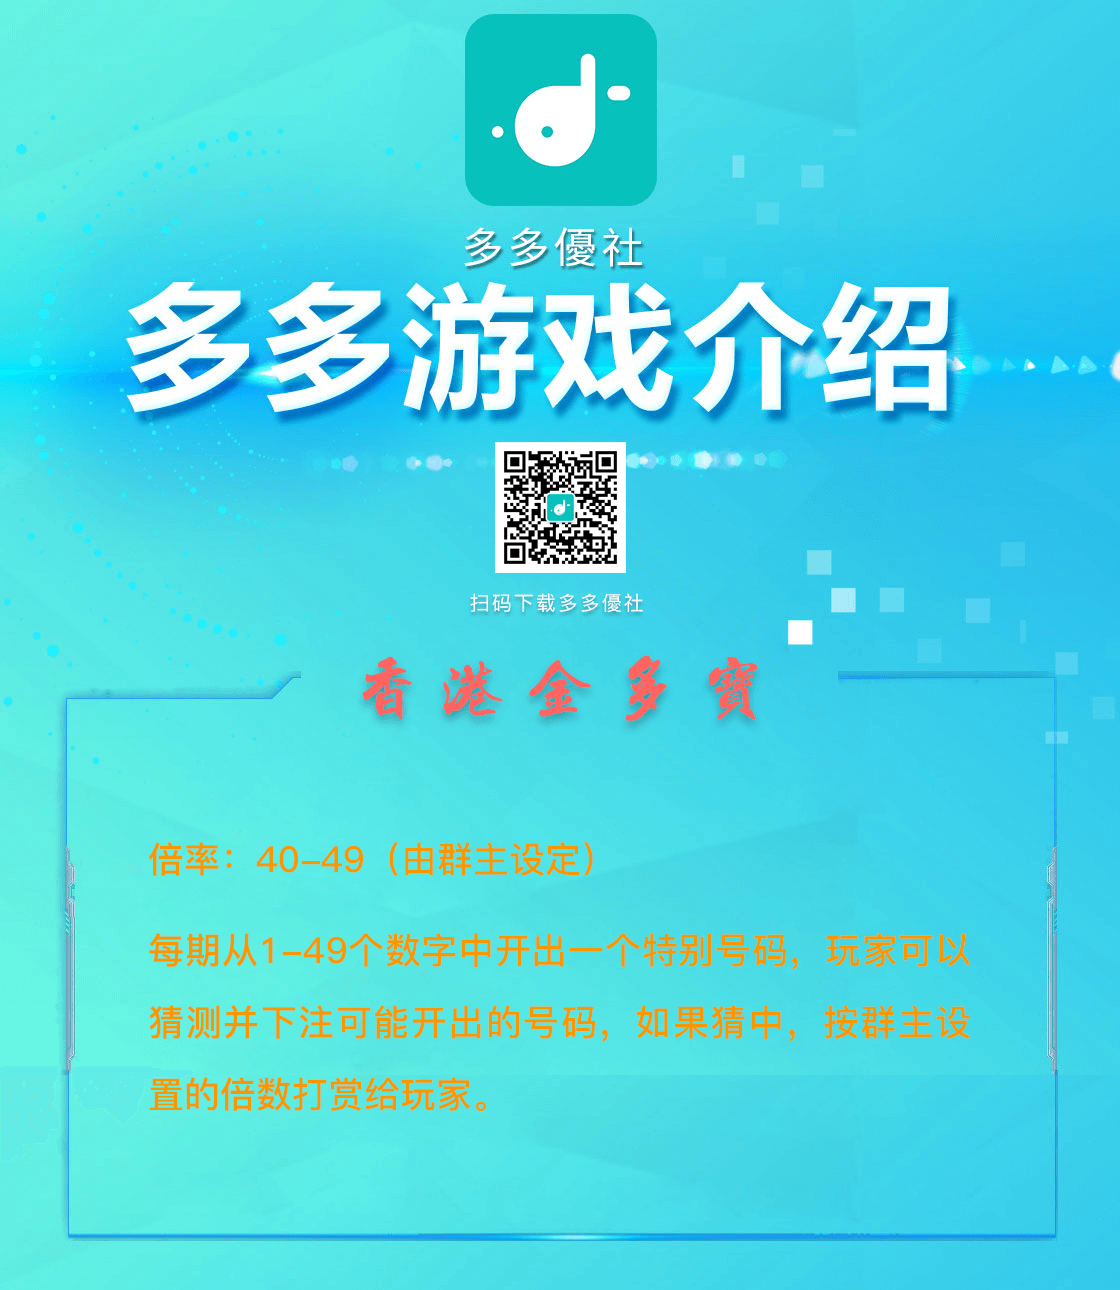 多多優社
多多游戏介绍
扫码下载多多優社
香港金多寶
倍率：40-49（由群主设定）
每期从1-49个数字中开出一个特别号码，玩家可以
猜测并下注可能开出的号码，如果猜中，按群主设
置的倍数打赏给玩家。